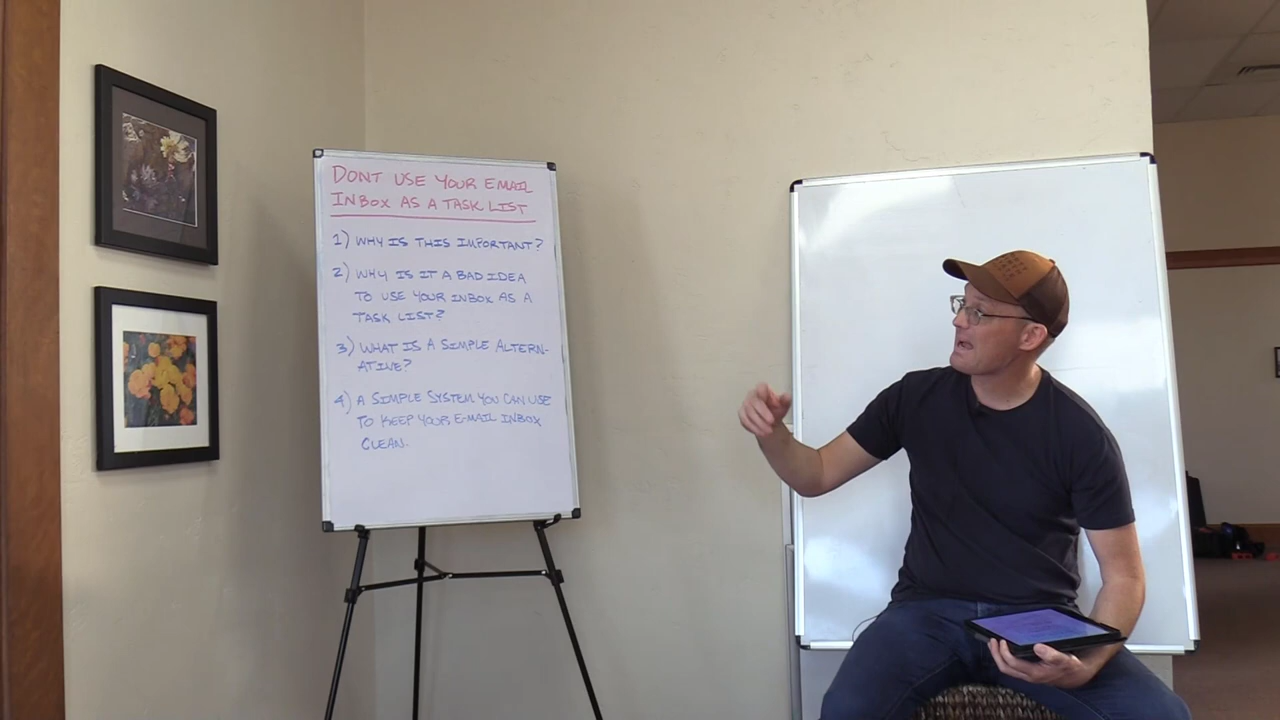 DONT USE YOUR EMAIL
INBOX AS A TASK LIST
1) WHY IS THIS IMPORTANT?
2) WHY IS IT A BAD IDEA
TO USE YOUR INBOX AS A
TASK LIST?
3) WHAT IS A SIMPLE ALTERN-
ATIVE?
4) A SIMPLE SYSTEM YOU CAN USE
TO KEEP YOUR E-MAIL INBOX
CLEAN.